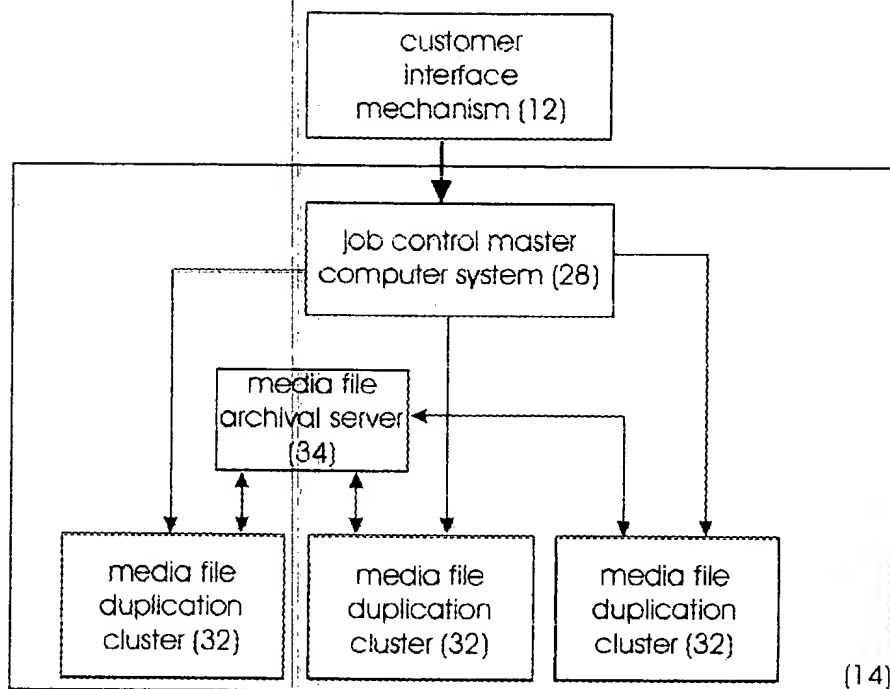 customer
interface
mechanism (12)
job control master
computer system (28)
media file
archival server
(34)
media file
duplication
cluster (32)
media file
duplication
cluster (32)
media file
duplication
cluster (32)
(14)